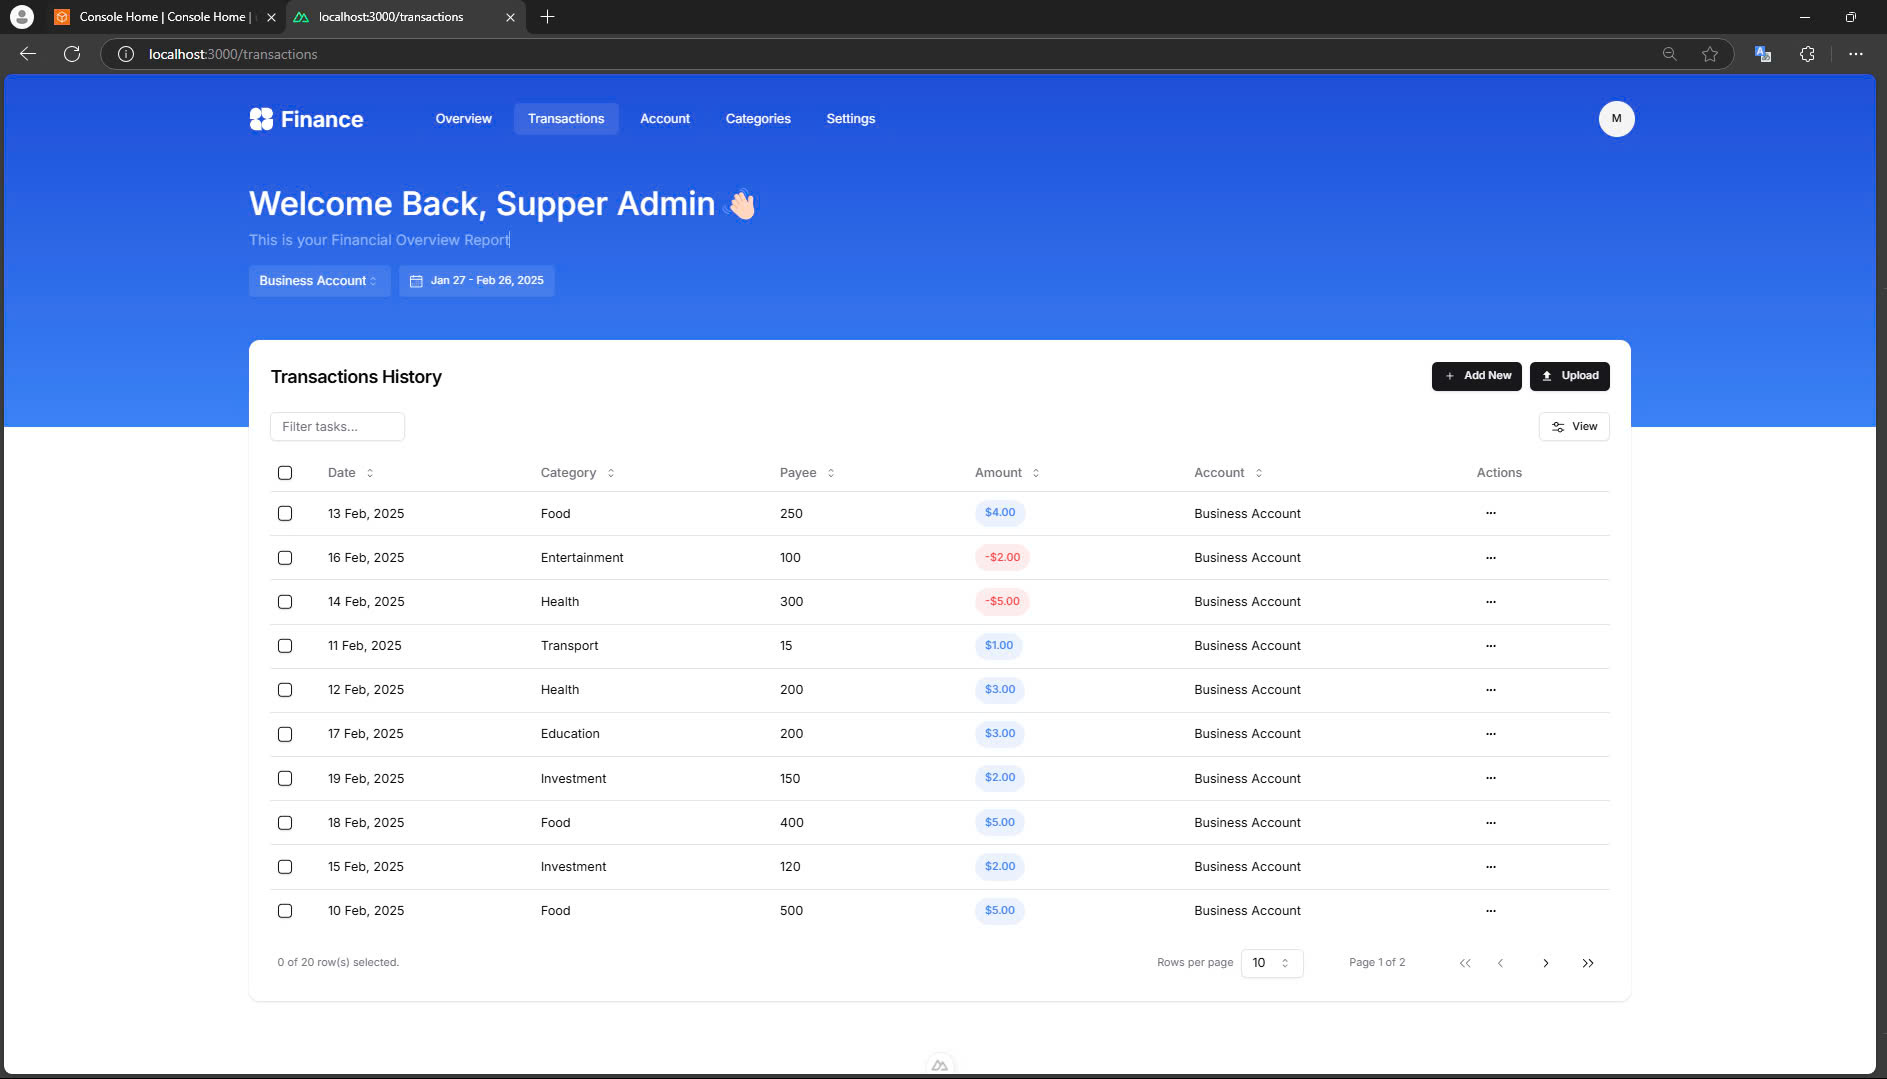 Console Home | Console Home |
localhost:3000/transactions
localhost:3000/transactions
Finance
Overview
Transactions
Account
Categories
Settings
M
Welcome Back, Supper Admin 👋🏻
This is your Financial Overview Report
Business Account
Jan 27 - Feb 26, 2025
Transactions History
+ Add New
Upload
Filter tasks...
View
Date Category Payee Amount Account Actions
13 Feb, 2025 Food 250 $4.00 Business Account ...
16 Feb, 2025 Entertainment 100 -$2.00 Business Account ...
14 Feb, 2025 Health 300 -$5.00 Business Account ...
11 Feb, 2025 Transport 15 $1.00 Business Account ...
12 Feb, 2025 Health 200 $3.00 Business Account ...
17 Feb, 2025 Education 200 $3.00 Business Account ...
19 Feb, 2025 Investment 150 $2.00 Business Account ...
18 Feb, 2025 Food 400 $5.00 Business Account ...
15 Feb, 2025 Investment 120 $2.00 Business Account ...
10 Feb, 2025 Food 500 $5.00 Business Account ...
0 of 20 row(s) selected.
Rows per page 10
Page 1 of 2